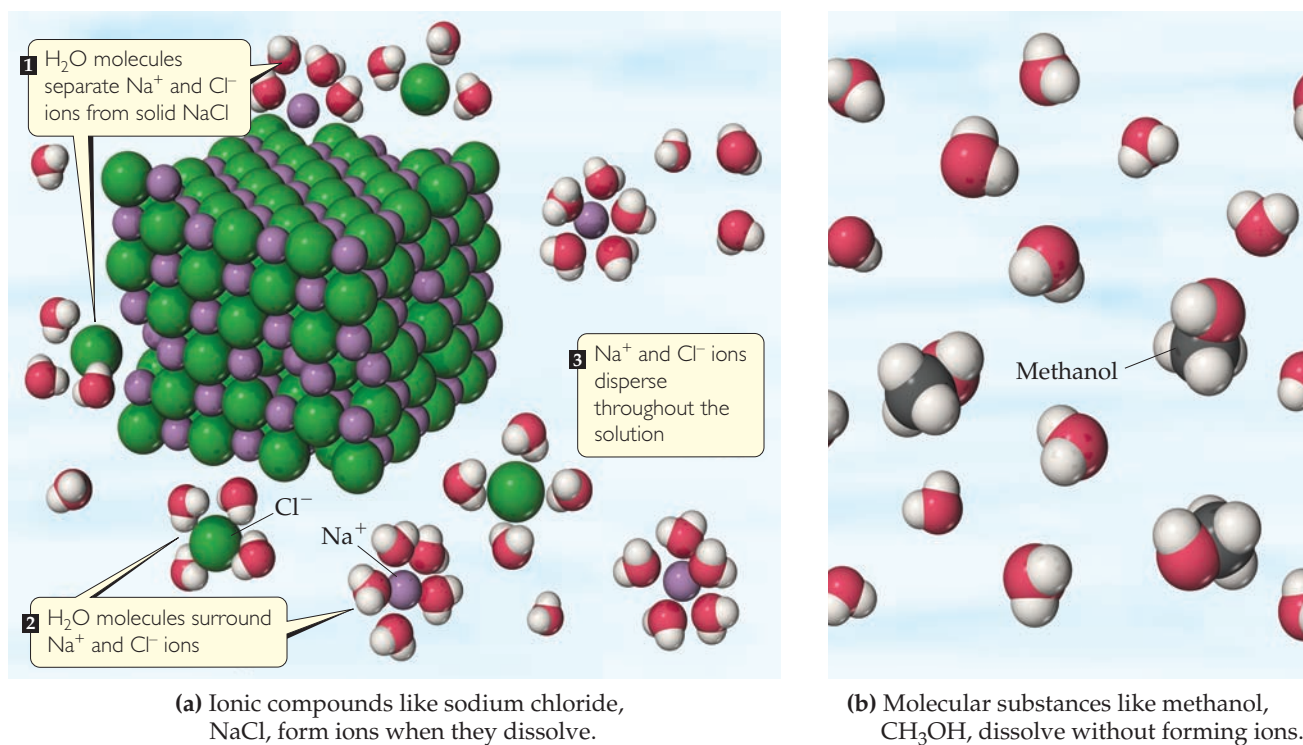 1 H₂O molecules
separate Na⁺ and Cl⁻
ions from solid NaCl
3 Na⁺ and Cl⁻ ions
disperse
throughout the
solution
Cl⁻
Na⁺
2 H₂O molecules surround
Na⁺ and Cl⁻ ions
(a) Ionic compounds like sodium chloride,
NaCl, form ions when they dissolve.
Methanol
(b) Molecular substances like methanol,
CH₃OH, dissolve without forming ions.